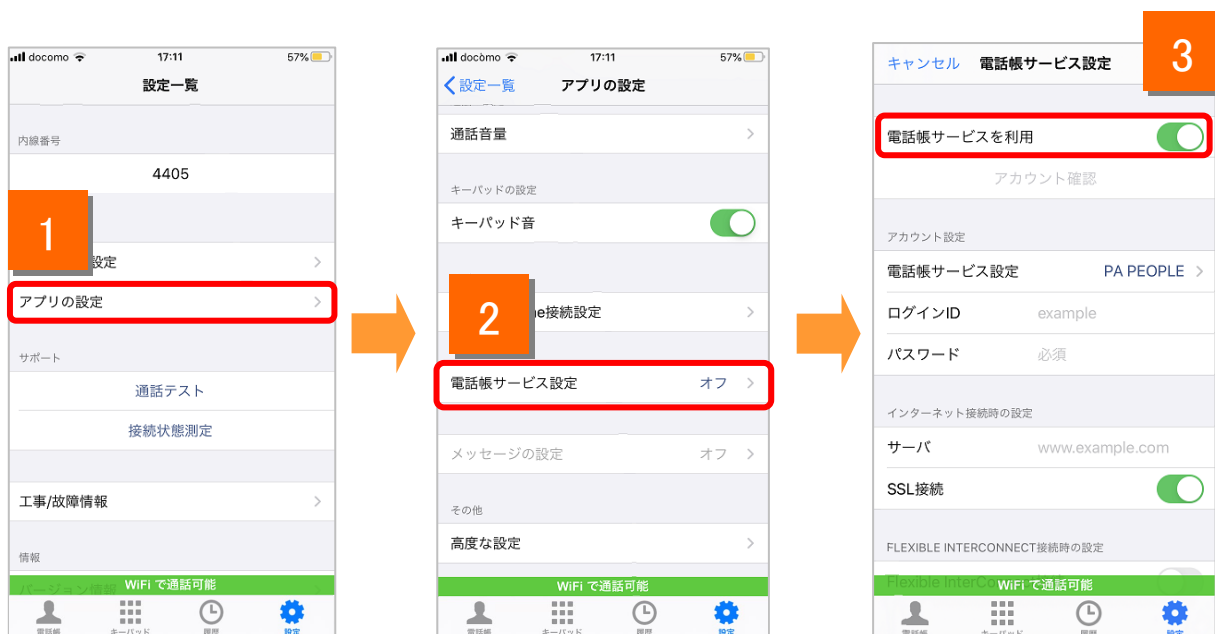 docomo 17:11 57%
設定一覧
内線番号
4405
1
設定
アプリの設定
サポート
通話テスト
接続状態測定
工事/故障情報
情報
バージョン情報
WiFi で通話可能
電話帳 キーパッド 履歴 設定
docomo 17:11 57%
設定一覧 アプリの設定
通話音量
キーパッドの設定
キーパッド音
2
ne接続設定
電話帳サービス設定 オフ
メッセージの設定 オフ
その他
高度な設定
WiFi で通話可能
電話帳 キーパッド 履歴 設定
3
キャンセル 電話帳サービス設定
電話帳サービスを利用
アカウント確認
アカウント設定
電話帳サービス設定 PA PEOPLE
ログインID example
パスワード 必須
インターネット接続時の設定
サーバ www.example.com
SSL接続
FLEXIBLE INTERCONNECT接続時の設定
Flexible InterCo
WiFi で通話可能
電話帳 キーパッド 履歴 設定